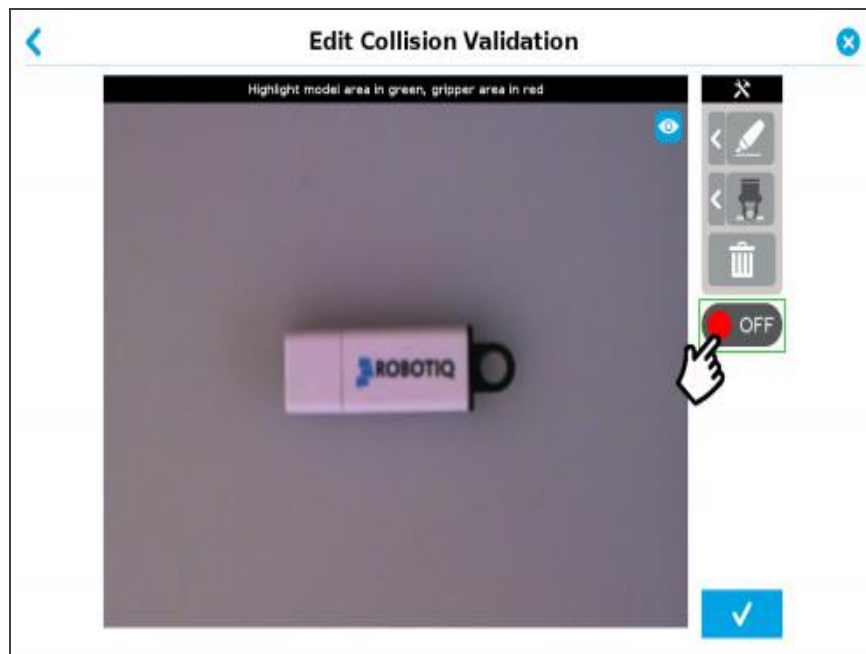 Edit Collision Validation
Highlight model area in green, gripper area in red
OFF
ROBOTIQ